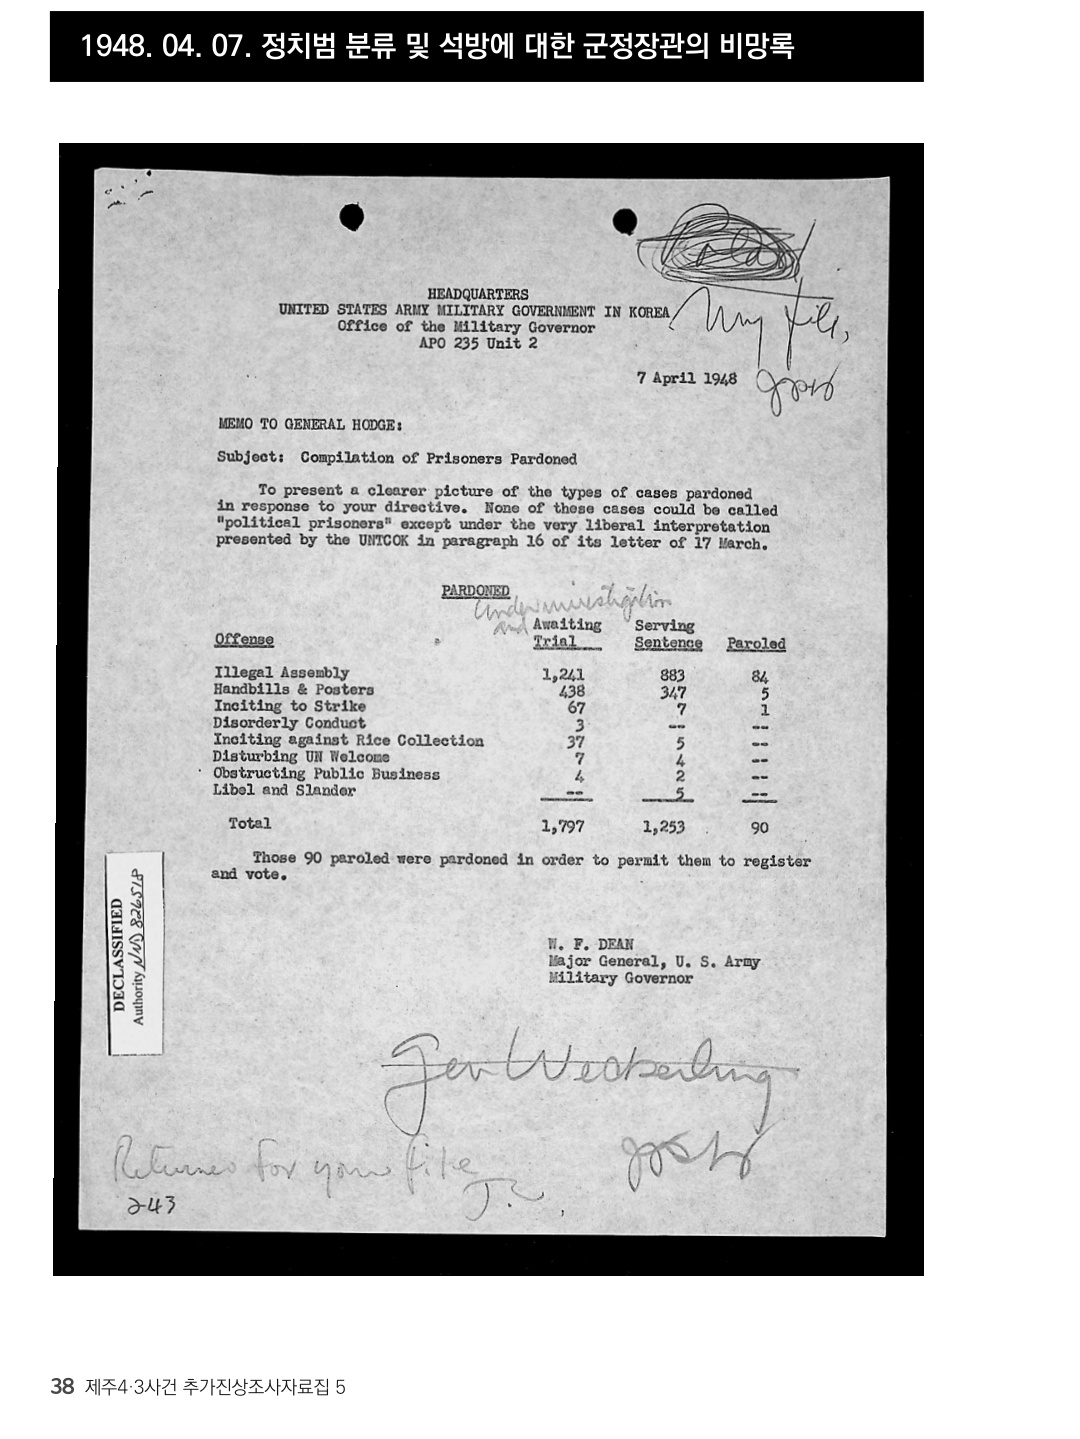 1948. 04. 07. 정치범 분류 및 석방에 대한 군정장관의 비망록
HEADQUARTERS
UNITED STATES ARMY MILITARY GOVERNMENT IN KOREA
Office of the Military Governor
APO 235 Unit 2
My file,
7 April 1948
MEMO TO GENERAL HODGE:
Subject: Compilation of Prisoners Pardoned
To present a clearer picture of the types of cases pardoned
in response to your directive. None of these cases could be called
"political prisoners" except under the very liberal interpretation
presented by the UNTCOK in paragraph 16 of its letter of 17 March.
PARDONED
under investigation
and Awaiting Serving
Offense Trial Sentence Paroled
Illegal Assembly 1,241 883 84
Handbills & Posters 438 347 5
Inciting to Strike 67 7 1
Disorderly Conduct 3 -- --
Inciting against Rice Collection 37 5 --
Disturbing UN Welcome 7 4 --
Obstructing Public Business 4 2 --
Libel and Slander -- 5 --
Total 1,797 1,253 90
Those 90 paroled were pardoned in order to permit them to register
and vote.
W. F. DEAN
Major General, U. S. Army
Military Governor
DECLASSIFIED
Authority NND 826518
Gen Weckerling
Returned for your file
243
38 제주4·3사건 추가진상조사자료집 5